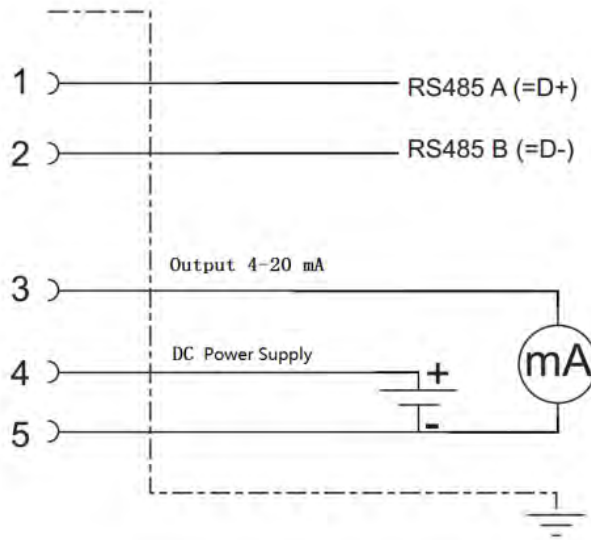 1
RS485 A (=D+)
2
RS485 B (=D-)
Output 4-20 mA
3
DC Power Supply
4
+
mA
5
-